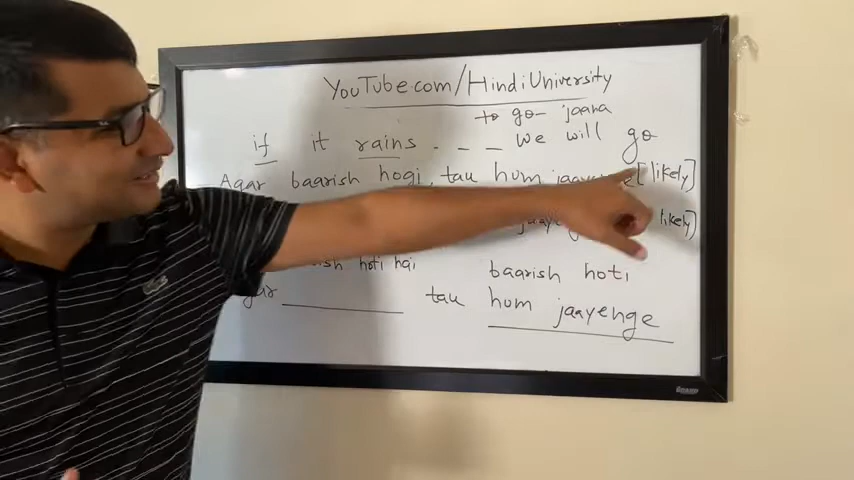 YouTube.com/HindiUniversity
to go - jaana
if it rains - - - we will go
Agar baarish hogi, tau hum [likely]
likely]
hoti hai
baarish hoti
tau hum jaayenge